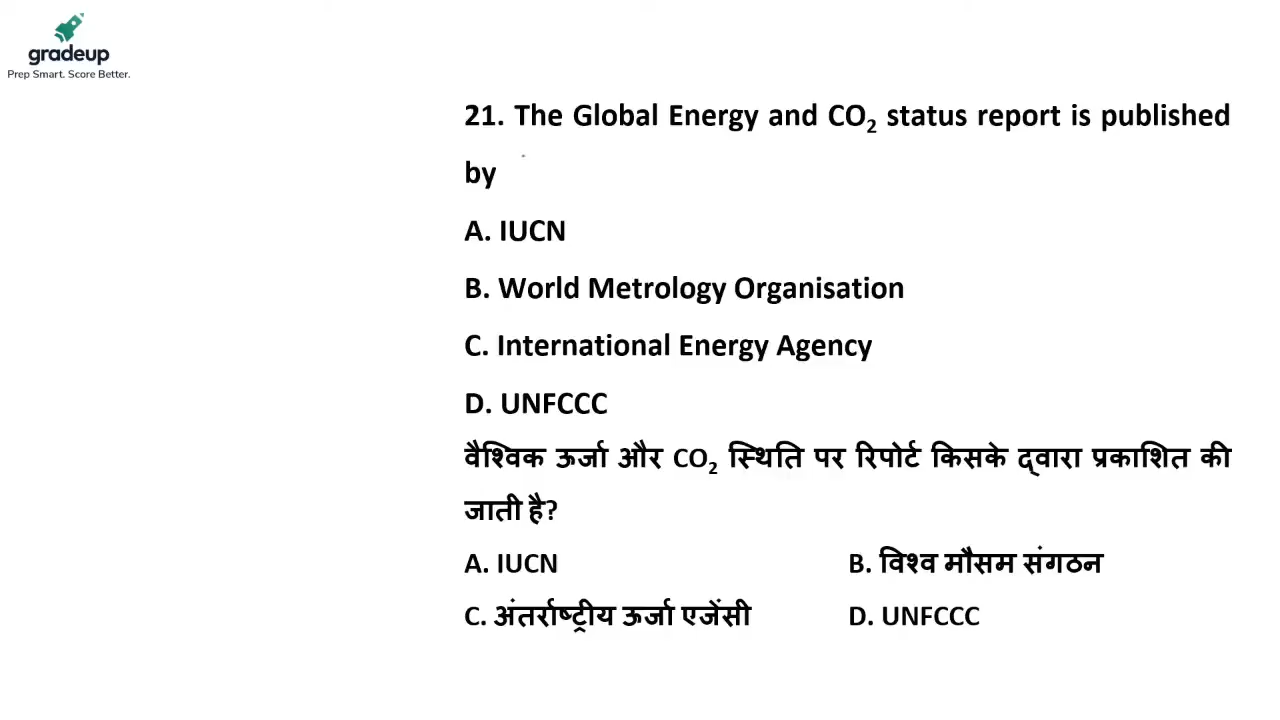 gradeup
Prep Smart. Score Better.
21. The Global Energy and CO₂ status report is published
by
A. IUCN
B. World Metrology Organisation
C. International Energy Agency
D. UNFCCC
वैश्विक ऊर्जा और CO₂ स्थिति पर रिपोर्ट किसके द्वारा प्रकाशित की
जाती है?
A. IUCN B. विश्व मौसम संगठन
C. अंतर्राष्ट्रीय ऊर्जा एजेंसी D. UNFCCC